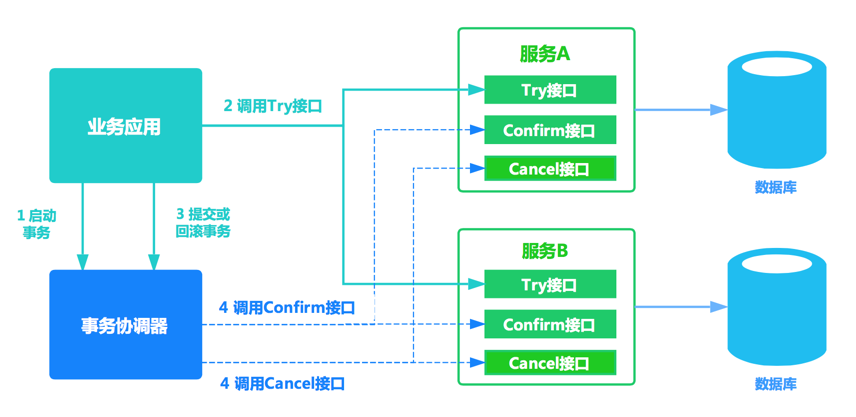 服务A
Try接口
2 调用Try接口
业务应用
Confirm接口
Cancel接口
数据库
1 启动
事务
3 提交或
回滚事务
服务B
Try接口
4 调用Confirm接口
事务协调器
Confirm接口
Cancel接口
4 调用Cancel接口
数据库